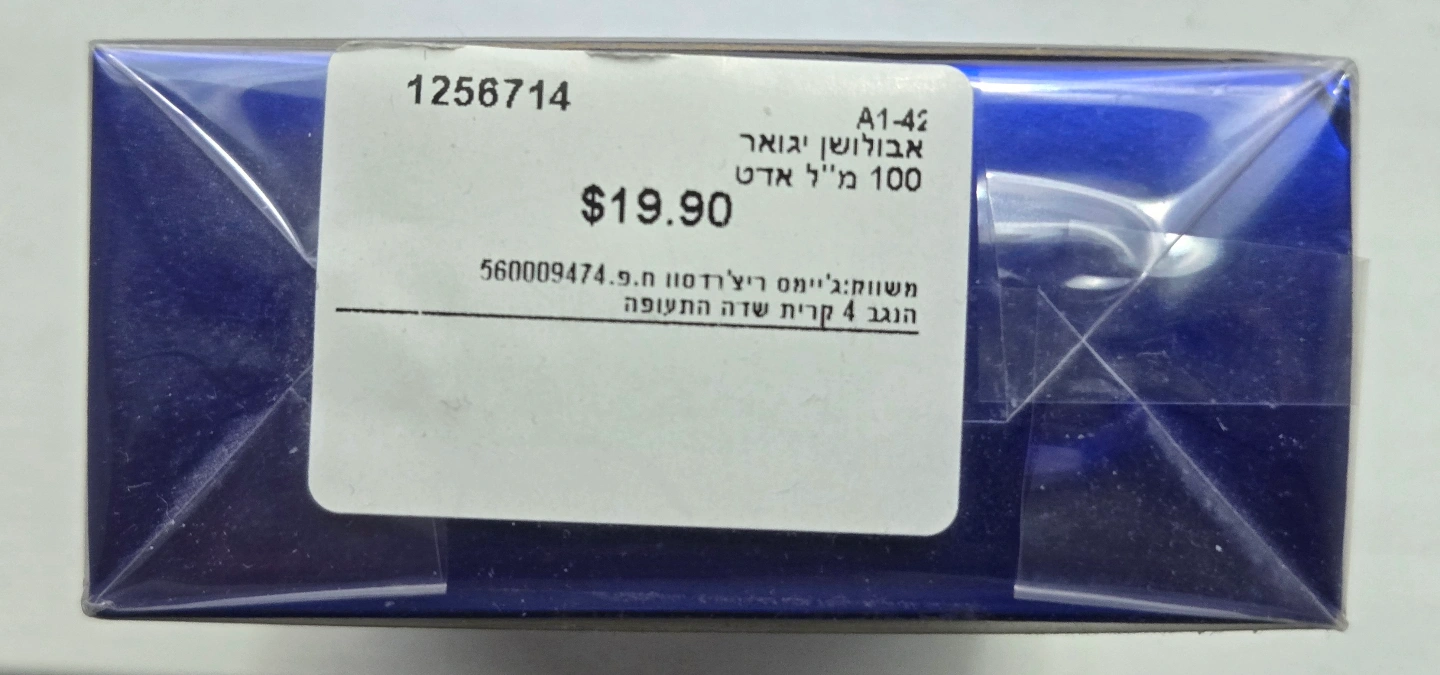 1256714
A1-42
אבולושן יגואר
100 מ''ל אדט
$19.90
משווק:ג'יימס ריצ'רדסון ח.פ.560009474
הנגב 4 קרית שדה התעופה